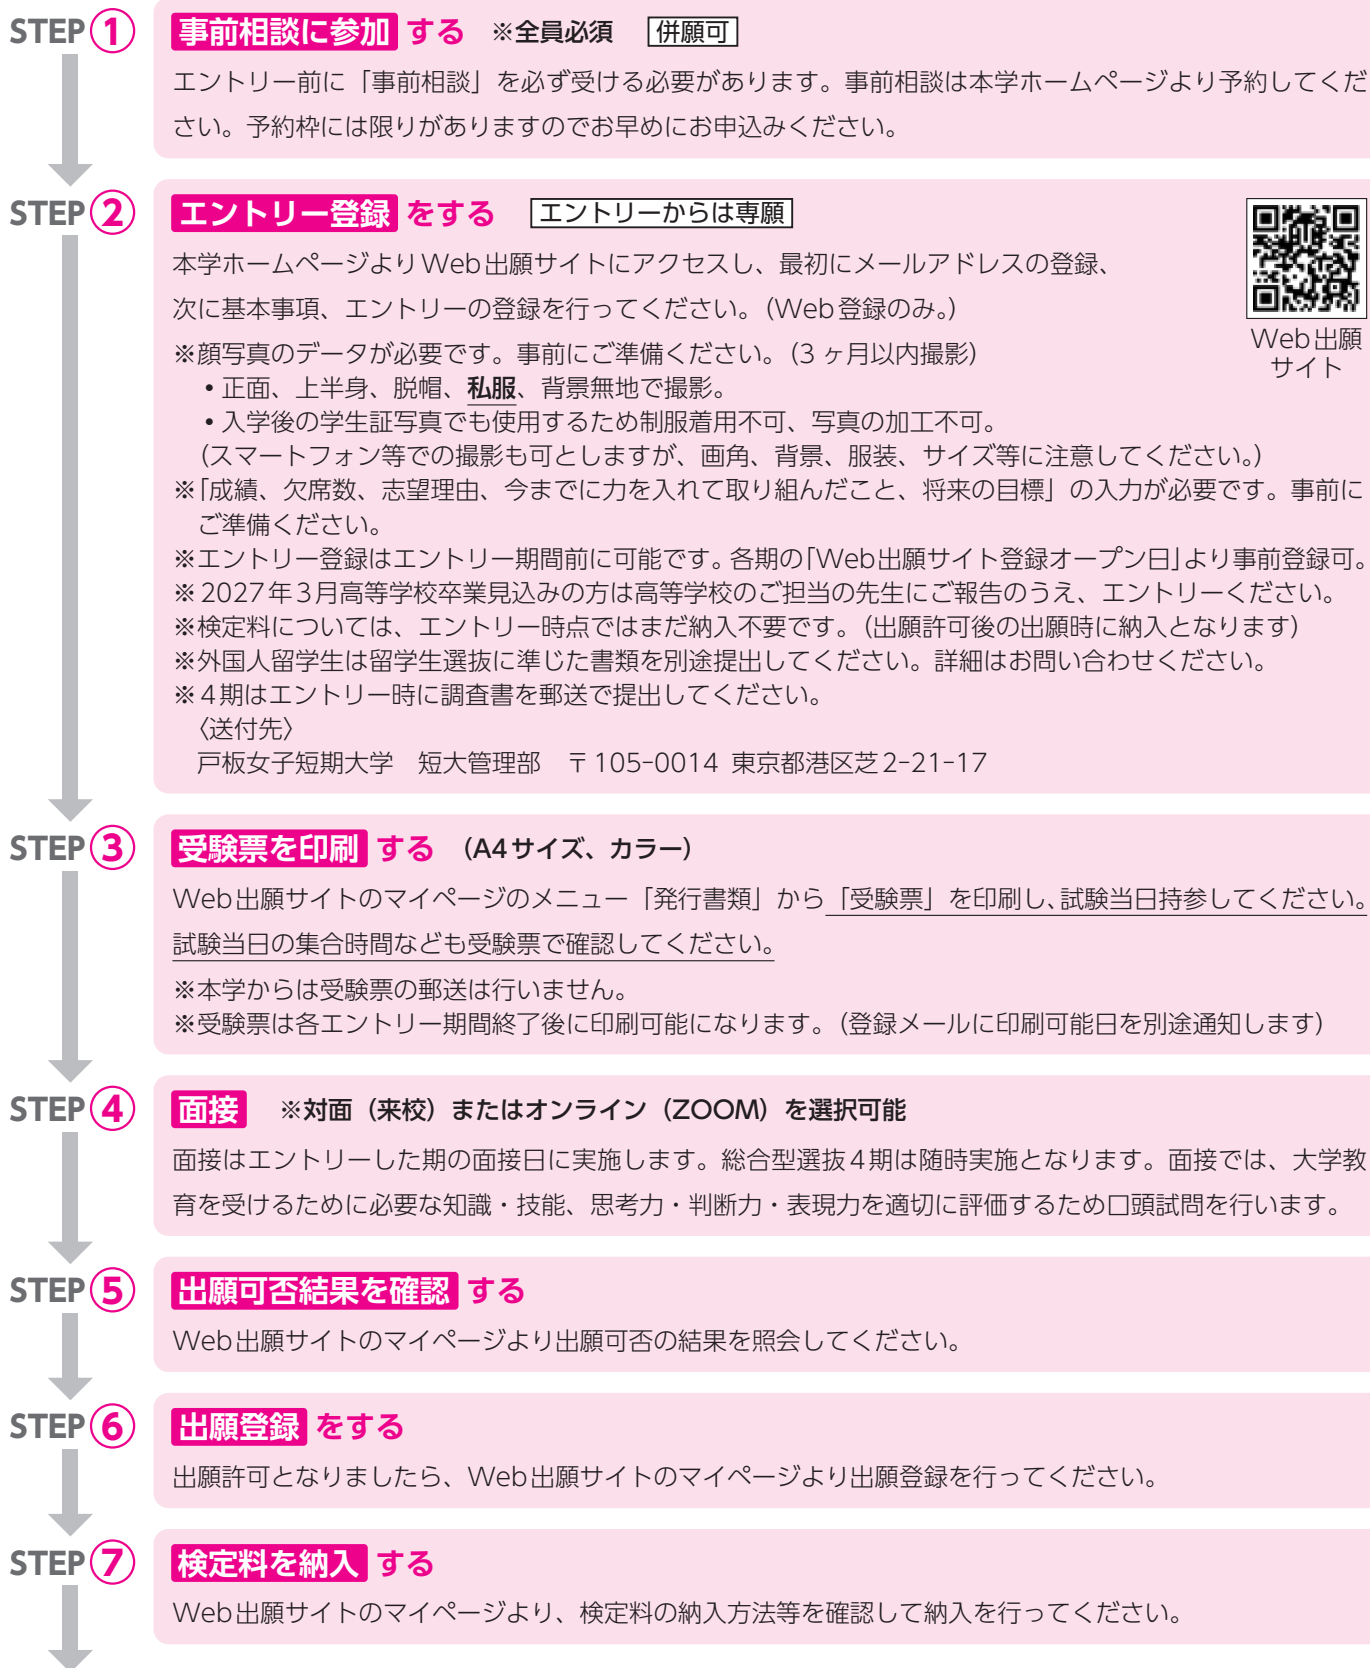 STEP① 事前相談に参加 する ※全員必須 併願可
エントリー前に「事前相談」を必ず受ける必要があります。事前相談は本学ホームページより予約してくだ
さい。予約枠には限りがありますのでお早めにお申込みください。
STEP② エントリー登録 をする エントリーからは専願
本学ホームページよりWeb出願サイトにアクセスし、最初にメールアドレスの登録、
次に基本事項、エントリーの登録を行ってください。(Web登録のみ。)
Web出願
サイト
※顔写真のデータが必要です。事前にご準備ください。(3ヶ月以内撮影)
•正面、上半身、脱帽、私服、背景無地で撮影。
•入学後の学生証写真でも使用するため制服着用不可、写真の加工不可。
(スマートフォン等での撮影も可としますが、画角、背景、服装、サイズ等に注意してください。)
※「成績、欠席数、志望理由、今までに力を入れて取り組んだこと、将来の目標」の入力が必要です。事前に
ご準備ください。
※エントリー登録はエントリー期間前に可能です。各期の「Web出願サイト登録オープン日」より事前登録可。
※2027年3月高等学校卒業見込みの方は高等学校のご担当の先生にご報告のうえ、エントリーください。
※検定料については、エントリー時点ではまだ納入不要です。(出願許可後の出願時に納入となります)
※外国人留学生は留学生選抜に準じた書類を別途提出してください。詳細はお問い合わせください。
※4期はエントリー時に調査書を郵送で提出してください。
〈送付先〉
戸板女子短期大学 短大管理部 〒105-0014 東京都港区芝2-21-17
STEP③ 受験票を印刷 する (A4サイズ、カラー)
Web出願サイトのマイページのメニュー「発行書類」から「受験票」を印刷し、試験当日持参してください。
試験当日の集合時間なども受験票で確認してください。
※本学からは受験票の郵送は行いません。
※受験票は各エントリー期間終了後に印刷可能になります。(登録メールに印刷可能日を別途通知します)
STEP④ 面接 ※対面(来校)またはオンライン(ZOOM)を選択可能
面接はエントリーした期の面接日に実施します。総合型選抜4期は随時実施となります。面接では、大学教
育を受けるために必要な知識・技能、思考力・判断力・表現力を適切に評価するため口頭試問を行います。
STEP⑤ 出願可否結果を確認 する
Web出願サイトのマイページより出願可否の結果を照会してください。
STEP⑥ 出願登録 をする
出願許可となりましたら、Web出願サイトのマイページより出願登録を行ってください。
STEP⑦ 検定料を納入 する
Web出願サイトのマイページより、検定料の納入方法等を確認して納入を行ってください。